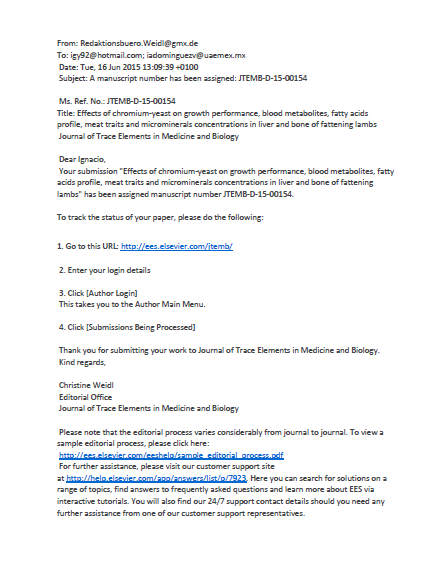 From: Redaktionsbuero.Weidl@gmx.de
To: igy92@hotmail.com; iadominguezv@uaemex.mx
Date: Tue, 16 Jun 2015 13:09:39 +0100
Subject: A manuscript number has been assigned: JTEMB-D-15-00154
Ms. Ref. No.: JTEMB-D-15-00154
Title: Effects of chromium-yeast on growth performance, blood metabolites, fatty acids
profile, meat traits and microminerals concentrations in liver and bone of fattening lambs
Journal of Trace Elements in Medicine and Biology
Dear Ignacio,
Your submission "Effects of chromium-yeast on growth performance, blood metabolites, fatty
acids profile, meat traits and microminerals concentrations in liver and bone of fattening
lambs" has been assigned manuscript number JTEMB-D-15-00154.
To track the status of your paper, please do the following:
1. Go to this URL: http://ees.elsevier.com/jtemb/
2. Enter your login details
3. Click [Author Login]
This takes you to the Author Main Menu.
4. Click [Submissions Being Processed]
Thank you for submitting your work to Journal of Trace Elements in Medicine and Biology.
Kind regards,
Christine Weidl
Editorial Office
Journal of Trace Elements in Medicine and Biology
Please note that the editorial process varies considerably from journal to journal. To view a
sample editorial process, please click here:
http://ees.elsevier.com/eeshelp/sample_editorial_process.pdf
For further assistance, please visit our customer support site
at http://help.elsevier.com/app/answers/list/p/7923. Here you can search for solutions on a
range of topics, find answers to frequently asked questions and learn more about EES via
interactive tutorials. You will also find our 24/7 support contact details should you need any
further assistance from one of our customer support representatives.